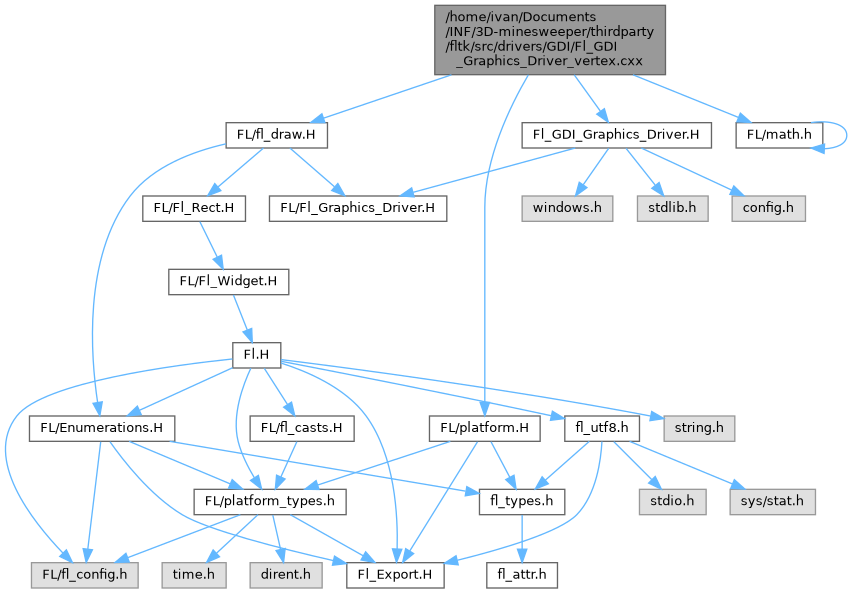 /home/ivan/Documents
/INF/3D-minesweeper/thirdparty
/fltk/src/drivers/GDI/Fl_GDI
_Graphics_Driver_vertex.cxx
FL/fl_draw.H
Fl_GDI_Graphics_Driver.H
FL/math.h
FL/Fl_Rect.H
FL/Fl_Graphics_Driver.H
windows.h
stdlib.h
config.h
FL/Fl_Widget.H
Fl.H
FL/Enumerations.H
FL/fl_casts.H
FL/platform.H
fl_utf8.h
string.h
FL/platform_types.h
fl_types.h
stdio.h
sys/stat.h
FL/fl_config.h
time.h
dirent.h
Fl_Export.H
fl_attr.h